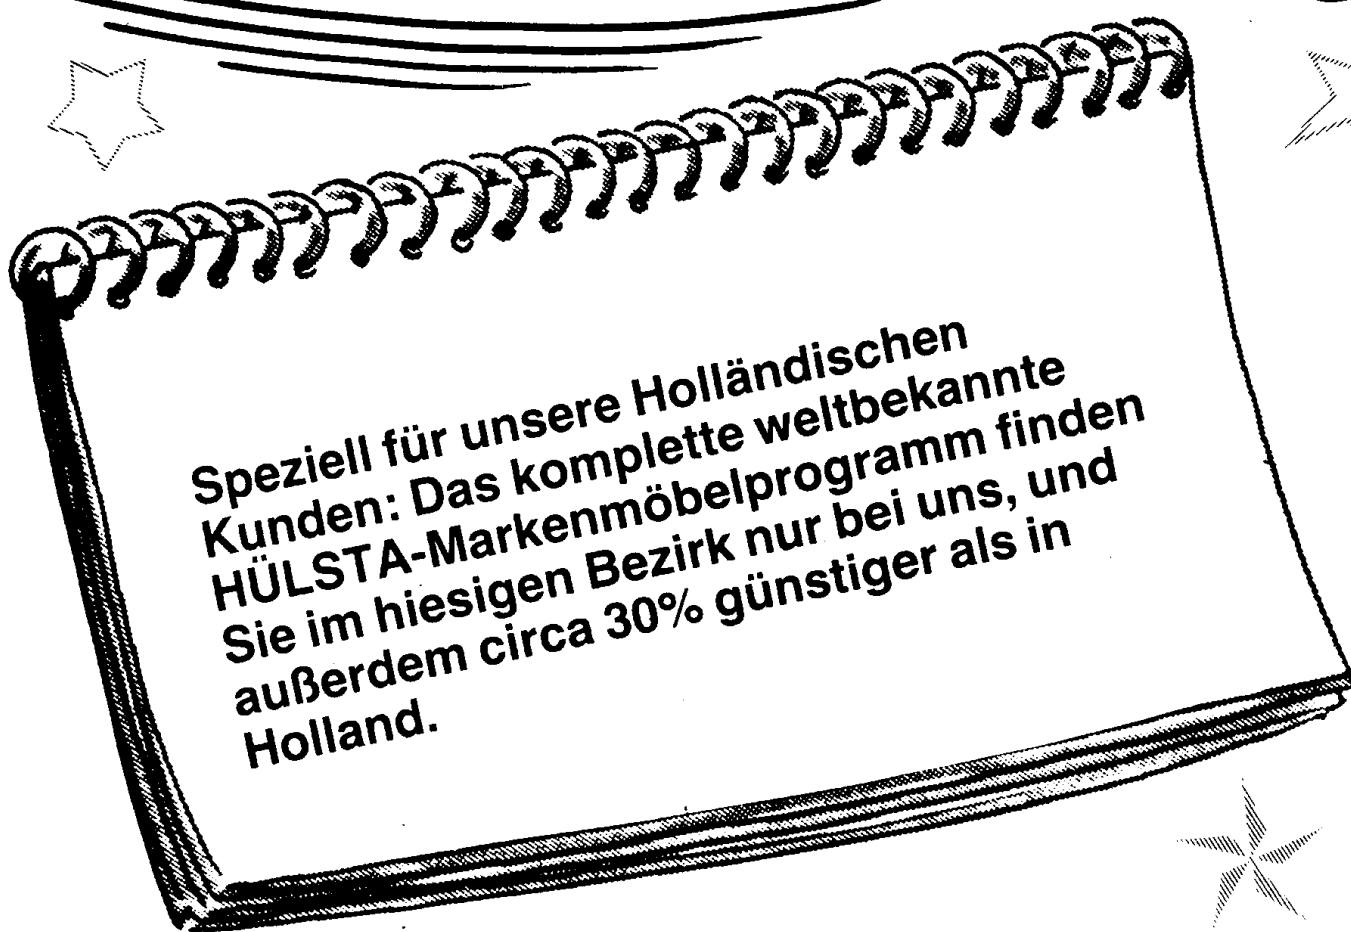 Speziell für unsere Holländischen
Kunden: Das komplette weltbekannte
HÜLSTA-Markenmöbelprogramm finden
Sie im hiesigen Bezirk nur bei uns, und
außerdem circa 30% günstiger als in
Holland.